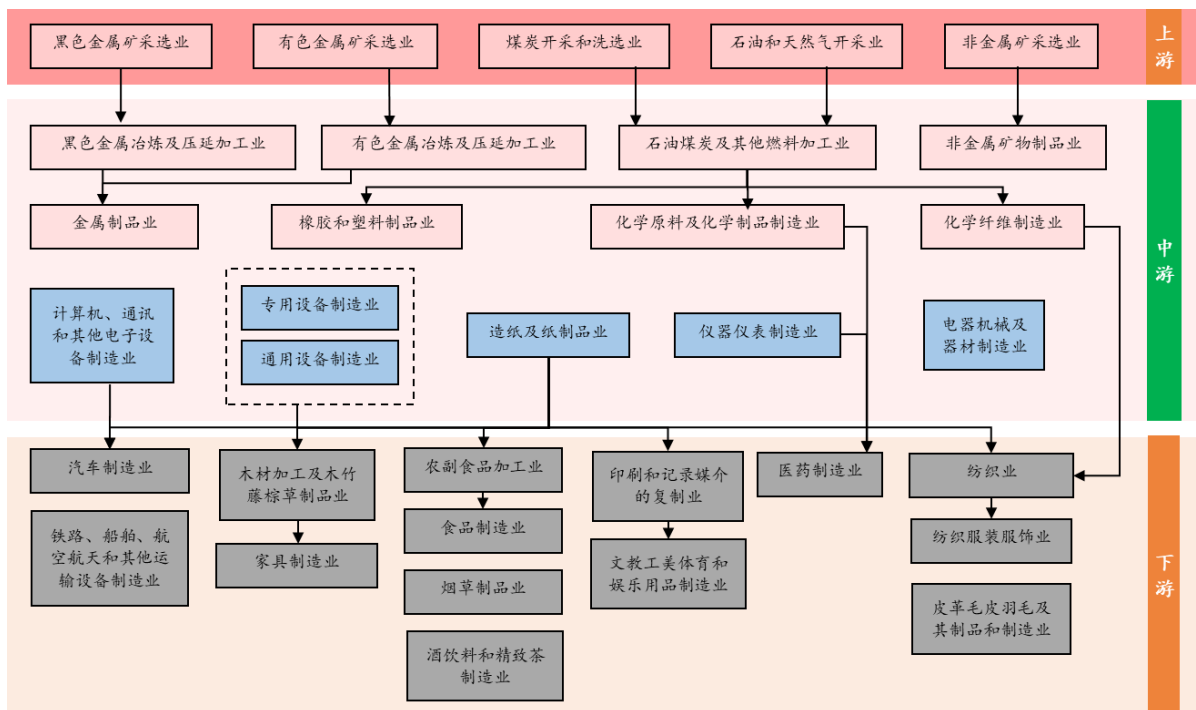 黑色金属矿采选业
有色金属矿采选业
煤炭开采和洗选业
石油和天然气开采业
非金属矿采选业
上游
黑色金属冶炼及压延加工业
有色金属冶炼及压延加工业
石油煤炭及其他燃料加工业
非金属矿物制品业
金属制品业
橡胶和塑料制品业
化学原料及化学制品制造业
化学纤维制造业
中游
计算机、通讯
和其他电子设
备制造业
专用设备制造业
通用设备制造业
造纸及纸制品业
仪器仪表制造业
电器机械及
器材制造业
汽车制造业
木材加工及木竹
藤棕草制品业
农副食品加工业
印刷和记录媒介
的复制业
医药制造业
纺织业
铁路、船舶、航
空航天和其他运
输设备制造业
家具制造业
食品制造业
文教工美体育和
娱乐用品制造业
纺织服装服饰业
下游
烟草制品业
皮革毛皮羽毛及
其制品和制造业
酒饮料和精致茶
制造业